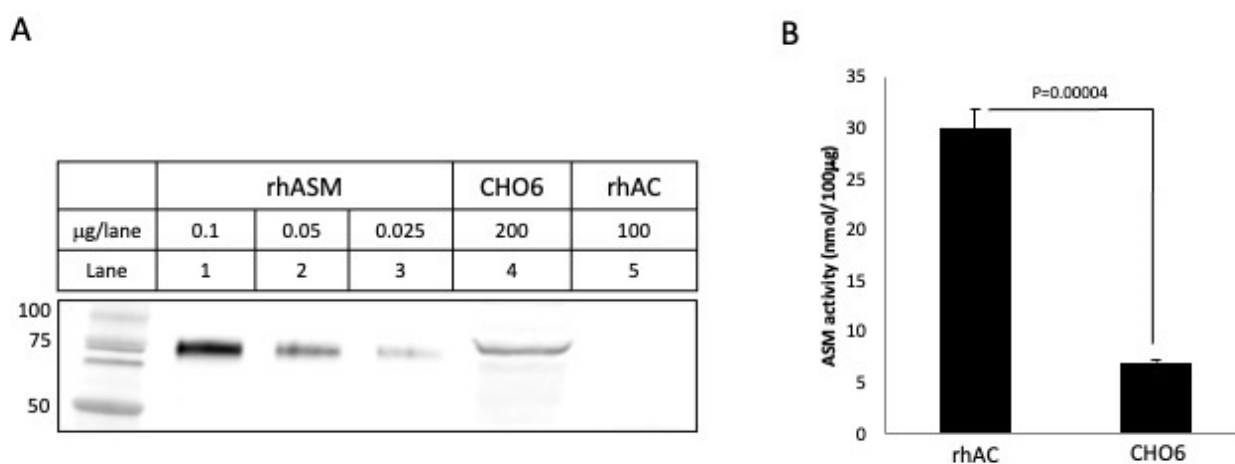 A
rhASM CHO6 rhAC
µg/lane 0.1 0.05 0.025 200 100
Lane 1 2 3 4 5
100
75
50
B
ASM activity (nmol/100µg)
35
30
25
20
15
10
5
0
P=0.00004
rhAC CHO6